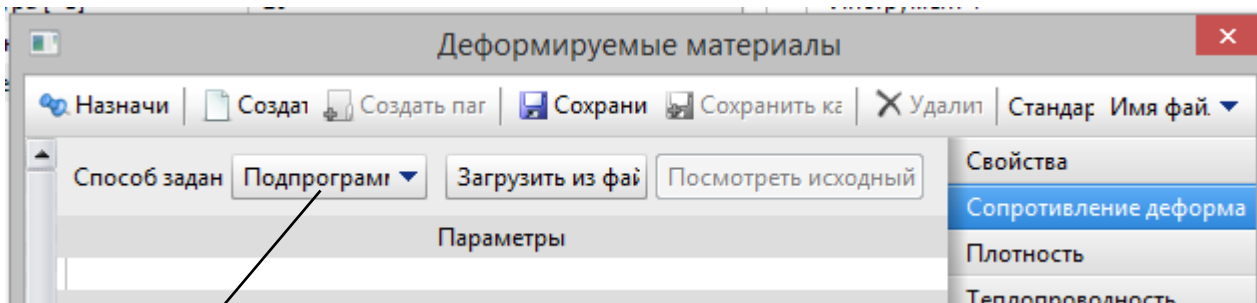 Деформируемые материалы
Назначи Создат Создать паг Сохрани Сохранить ка Удалит Стандар Имя фай.
Способ задан Подпрограмм Загрузить из фай Посмотреть исходный
Свойства
Сопротивление деформа
Параметры
Плотность
Теплопроводность